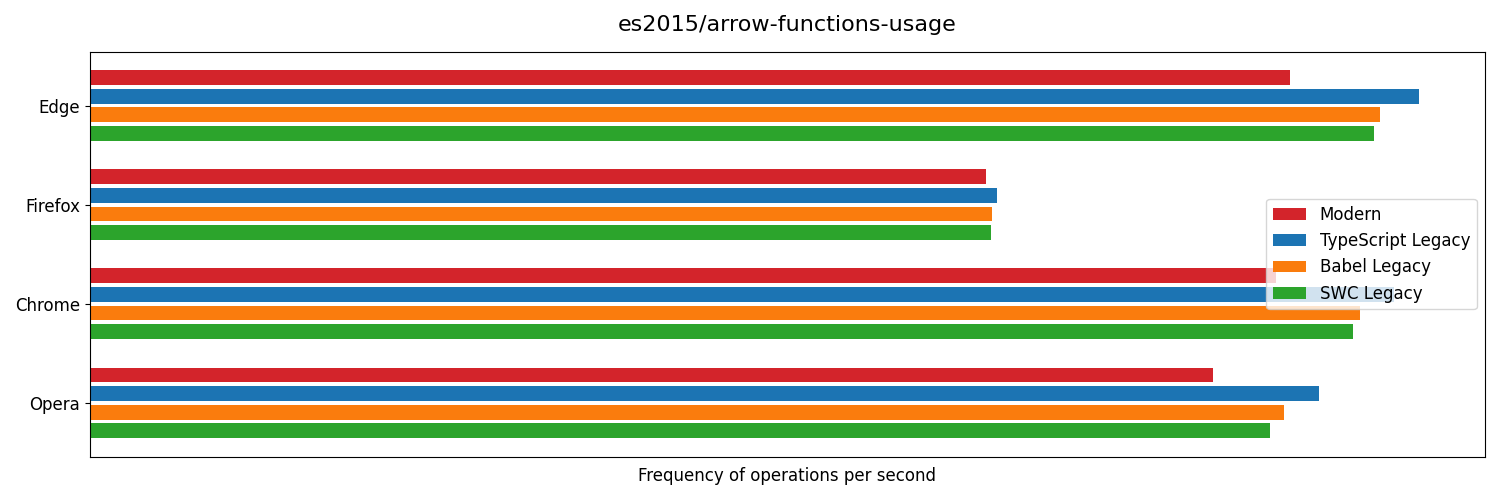 es2015/arrow-functions-usage
Edge
Firefox
Chrome
Opera
Modern
TypeScript Legacy
Babel Legacy
SWC Legacy
Frequency of operations per second